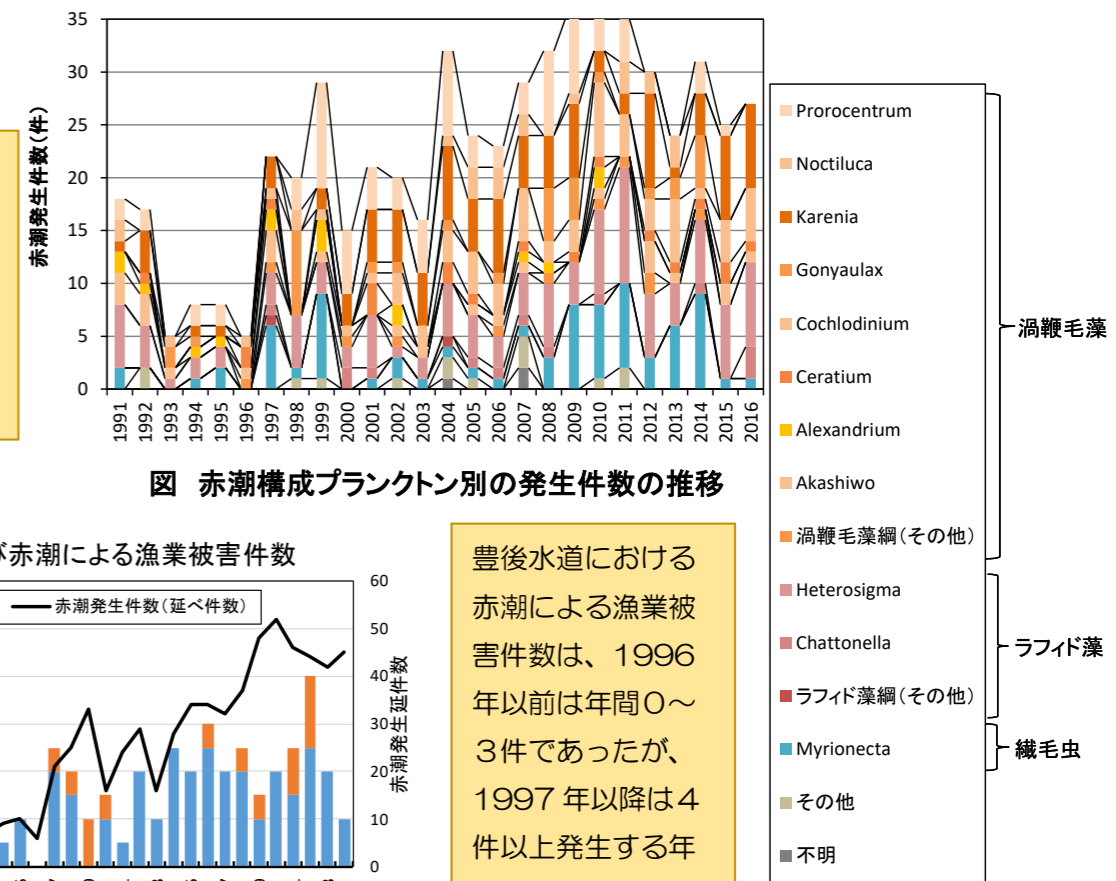 35
30
25
20
15
10
5
0
赤潮発生件数(件)
1991
1992
1993
1994
1995
1996
1997
1998
1999
2000
2001
2002
2003
2004
2005
2006
2007
2008
2009
2010
2011
2012
2013
2014
2015
2016
図 赤潮構成プランクトン別の発生件数の推移
Prorocentrum
Noctiluca
Karenia
Gonyaulax
Cochlodinium
Ceratium
Alexandrium
Akashiwo
渦鞭毛藻綱(その他)
Heterosigma
Chattonella
ラフィド藻綱(その他)
Myrionecta
その他
不明
渦鞭毛藻
ラフィド藻
繊毛虫
び赤潮による漁業被害件数
赤潮発生件数(延べ件数)
60
50
40
30
20
10
0
赤潮発生延件数
豊後水道における
赤潮による漁業被
害件数は、1996
年以前は年間0~
3件であったが、
1997 年以降は4
件以上発生する年